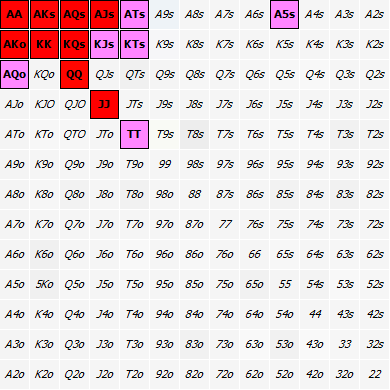 AA AKs AQs AJs ATs A9s A8s A7s A6s A5s A4s A3s A2s
AKo KK KQs KJs KTs K9s K8s K7s K6s K5s K4s K3s K2s
AQo KQo QQ QJs QTs Q9s Q8s Q7s Q6s Q5s Q4s Q3s Q2s
AJo KJO QJO JJ JTs J9s J8s J7s J6s J5s J4s J3s J2s
ATo KTo QTO JTo TT T9s T8s T7s T6s T5s T4s T3s T2s
A9o K9o Q9o J9o T9o 99 98s 97s 96s 95s 94s 93s 92s
A8o K8o Q8o J8o T8o 98o 88 87s 86s 85s 84s 83s 82s
A7o K7o Q7o J7o T7o 97o 87o 77 76s 75s 74s 73s 72s
A6o K6o Q6o J6o T6o 96o 86o 76o 66 65s 64s 63s 62s
A5o 5Ko Q5o J5o T5o 95o 85o 75o 65o 55 54s 53s 52s
A4o K4o Q4o J4o T4o 94o 84o 74o 64o 54o 44 43s 42s
A3o K3o Q3o J3o T3o 93o 83o 73o 63o 53o 43o 33 32s
A2o K2o Q2o J2o T2o 92o 82o 72o 62o 52o 42o 32o 22